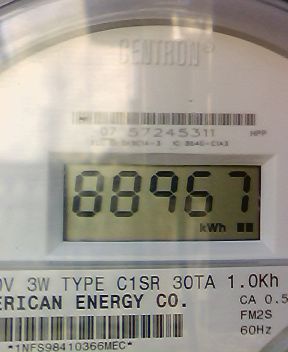 CENTRON®
07 57245311 HPP
88967
kWh
0V 3W TYPE C1SR 30TA 1.0Kh
ERICAN ENERGY CO. CA 0.5
FM2S
*1NFS98410366MEC* 60Hz